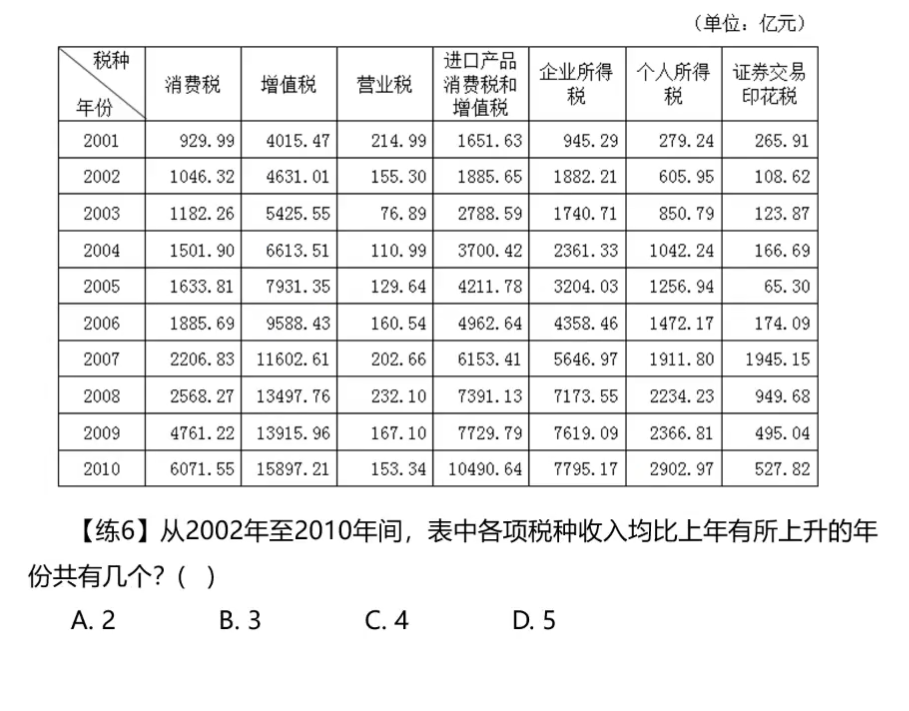 （单位：亿元）
税种 年份 消费税 增值税 营业税 进口产品消费税和增值税 企业所得税 个人所得税 证券交易印花税
2001 929.99 4015.47 214.99 1651.63 945.29 279.24 265.91
2002 1046.32 4631.01 155.30 1885.65 1882.21 605.95 108.62
2003 1182.26 5425.55 76.89 2788.59 1740.71 850.79 123.87
2004 1501.90 6613.51 110.99 3700.42 2361.33 1042.24 166.69
2005 1633.81 7931.35 129.64 4211.78 3204.03 1256.94 65.30
2006 1885.69 9588.43 160.54 4962.64 4358.46 1472.17 174.09
2007 2206.83 11602.61 202.66 6153.41 5646.97 1911.80 1945.15
2008 2568.27 13497.76 232.10 7391.13 7173.55 2234.23 949.68
2009 4761.22 13915.96 167.10 7729.79 7619.09 2366.81 495.04
2010 6071.55 15897.21 153.34 10490.64 7795.17 2902.97 527.82
【练6】从2002年至2010年间，表中各项税种收入均比上年有所上升的年
份共有几个？（ ）
A. 2 B. 3 C. 4 D. 5